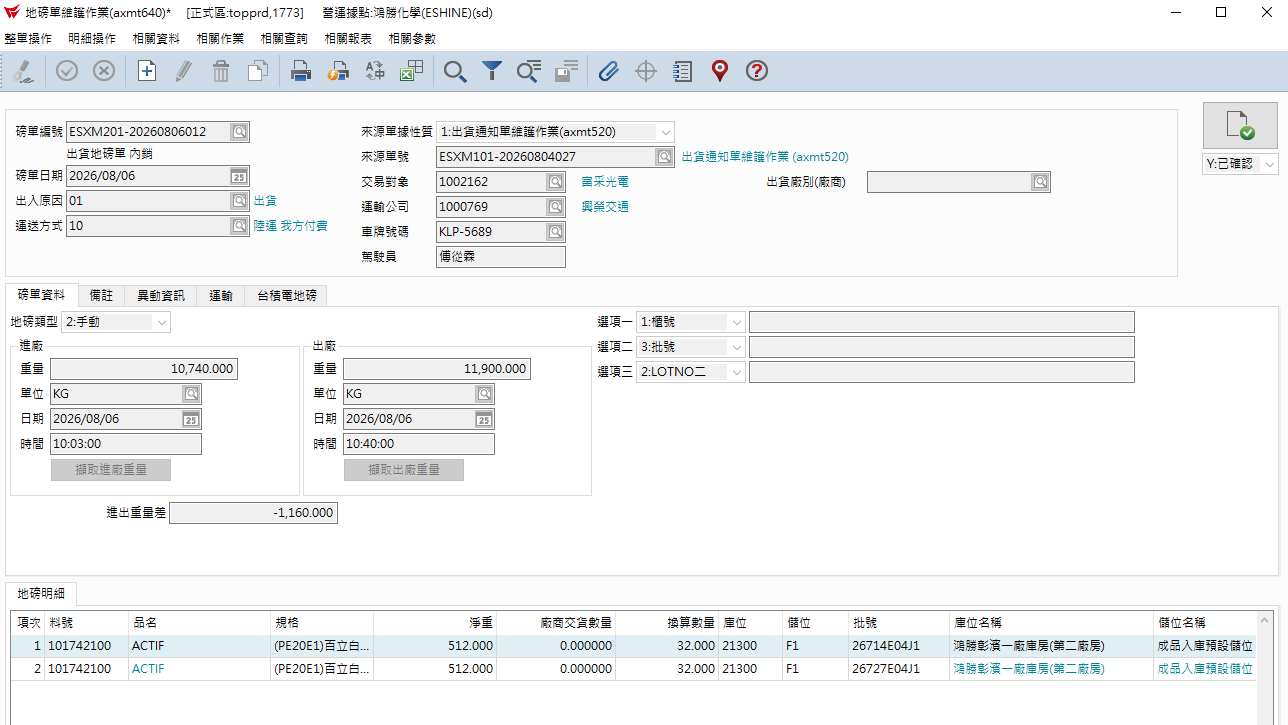 地磅單維護作業(axmt640)* [正式區:topprd,1773] 營運據點:鴻勝化學(ESHINE)(sd)
整單操作 明細操作 相關資料 相關作業 相關查詢 相關報表 相關參數
磅單編號 ESXM201-20260806012
出貨地磅單 內銷
磅單日期 2026/08/06 25
出入原因 01 出貨
運送方式 10 陸運 我方付費
來源單據性質 1:出貨通知單維護作業(axmt520)
來源單號 ESXM101-20260804027 出貨通知單維護作業 (axmt520)
交易對象 1002162 富采光電 出貨廠別(廠商)
運輸公司 1000769 興榮交通
車牌號碼 KLP-5689
駕駛員 傅從霖
Y:已確認
磅單資料 備註 異動資訊 運輸 台積電地磅
地磅類型 2:手動
進廠
重量 10,740.000
單位 KG
日期 2026/08/06 25
時間 10:03:00
擷取進廠重量
出廠
重量 11,900.000
單位 KG
日期 2026/08/06 25
時間 10:40:00
擷取出廠重量
進出重量差 -1,160.000
選項一 1:櫃號
選項二 3:批號
選項三 2:LOTNO二
地磅明細
項次 料號 品名 規格 淨重 廠商交貨數量 換算數量 庫位 儲位 批號 庫位名稱 儲位名稱
1 101742100 ACTIF (PE20E1)百立白... 512.000 0.000000 32.000 21300 F1 26714E04J1 鴻勝彰濱一廠庫房(第二廠房) 成品入庫預設儲位
2 101742100 ACTIF (PE20E1)百立白... 512.000 0.000000 32.000 21300 F1 26727E04J1 鴻勝彰濱一廠庫房(第二廠房) 成品入庫預設儲位